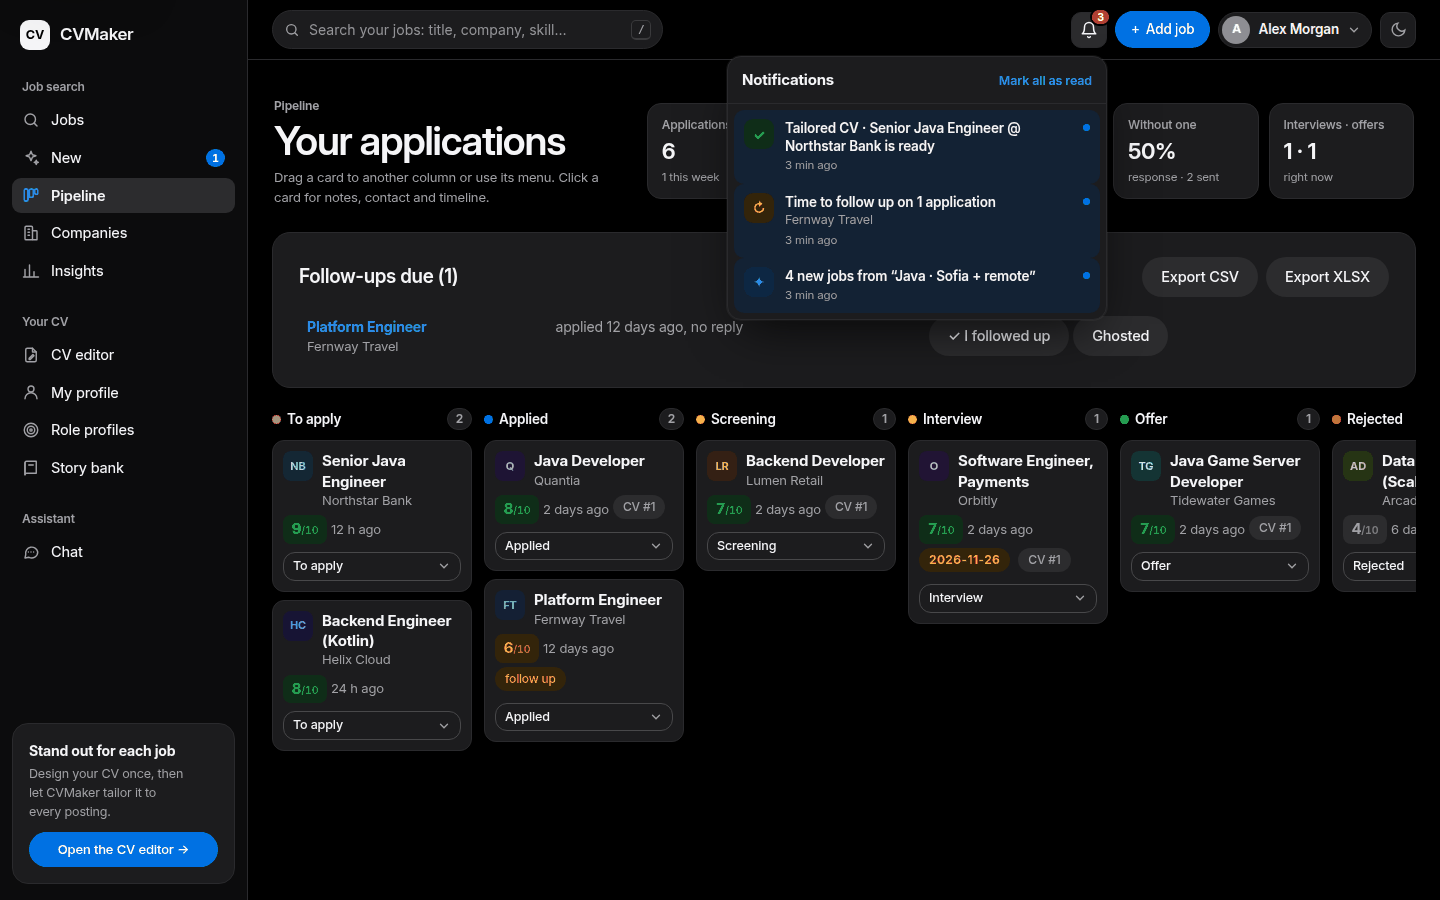 CV CVMaker
Job search
Jobs
New 1
Pipeline
Companies
Insights
Your CV
CV editor
My profile
Role profiles
Story bank
Assistant
Chat
Stand out for each job
Design your CV once, then
let CVMaker tailor it to
every posting.
Open the CV editor →
Search your jobs: title, company, skill... /
3
+ Add job
A Alex Morgan
Notifications Mark all as read
✓ Tailored CV · Senior Java Engineer @
Northstar Bank is ready
3 min ago
Time to follow up on 1 application
Fernway Travel
3 min ago
✦ 4 new jobs from “Java · Sofia + remote”
3 min ago
Pipeline
Your applications
Drag a card to another column or use its menu. Click a
card for notes, contact and timeline.
Applications
6
1 this week
Without one
50%
response · 2 sent
Interviews · offers
1 · 1
right now
Follow-ups due (1)
Export CSV
Export XLSX
Platform Engineer
Fernway Travel
applied 12 days ago, no reply
✓ I followed up
Ghosted
To apply 2
NB Senior Java
Engineer
Northstar Bank
9/10 12 h ago
To apply
HC Backend Engineer
(Kotlin)
Helix Cloud
8/10 24 h ago
To apply
Applied 2
Q Java Developer
Quantia
8/10 2 days ago CV #1
Applied
FT Platform Engineer
Fernway Travel
6/10 12 days ago
follow up
Applied
Screening 1
LR Backend Developer
Lumen Retail
7/10 2 days ago CV #1
Screening
Interview 1
O Software Engineer,
Payments
Orbitly
7/10 2 days ago
2026-11-26 CV #1
Interview
Offer 1
TG Java Game Server
Developer
Tidewater Games
7/10 2 days ago CV #1
Offer
Rejected
AD Data
(Scal
Arcad
4/10 6 da
Rejected